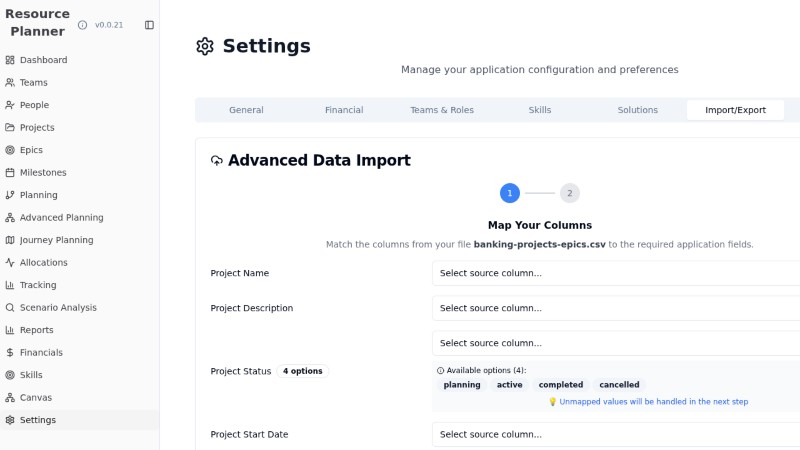 Resource Planner
v0.0.21
Dashboard
Teams
People
Projects
Epics
Milestones
Planning
Advanced Planning
Journey Planning
Allocations
Tracking
Scenario Analysis
Reports
Financials
Skills
Canvas
Settings
Settings
Manage your application configuration and preferences
General Financial Teams & Roles Skills Solutions Import/Export
Advanced Data Import
1 2
Map Your Columns
Match the columns from your file banking-projects-epics.csv to the required application fields.
Project Name Select source column...
Project Description Select source column...
Select source column...
Project Status 4 options
Available options (4):
planning active completed cancelled
💡 Unmapped values will be handled in the next step
Project Start Date Select source column...